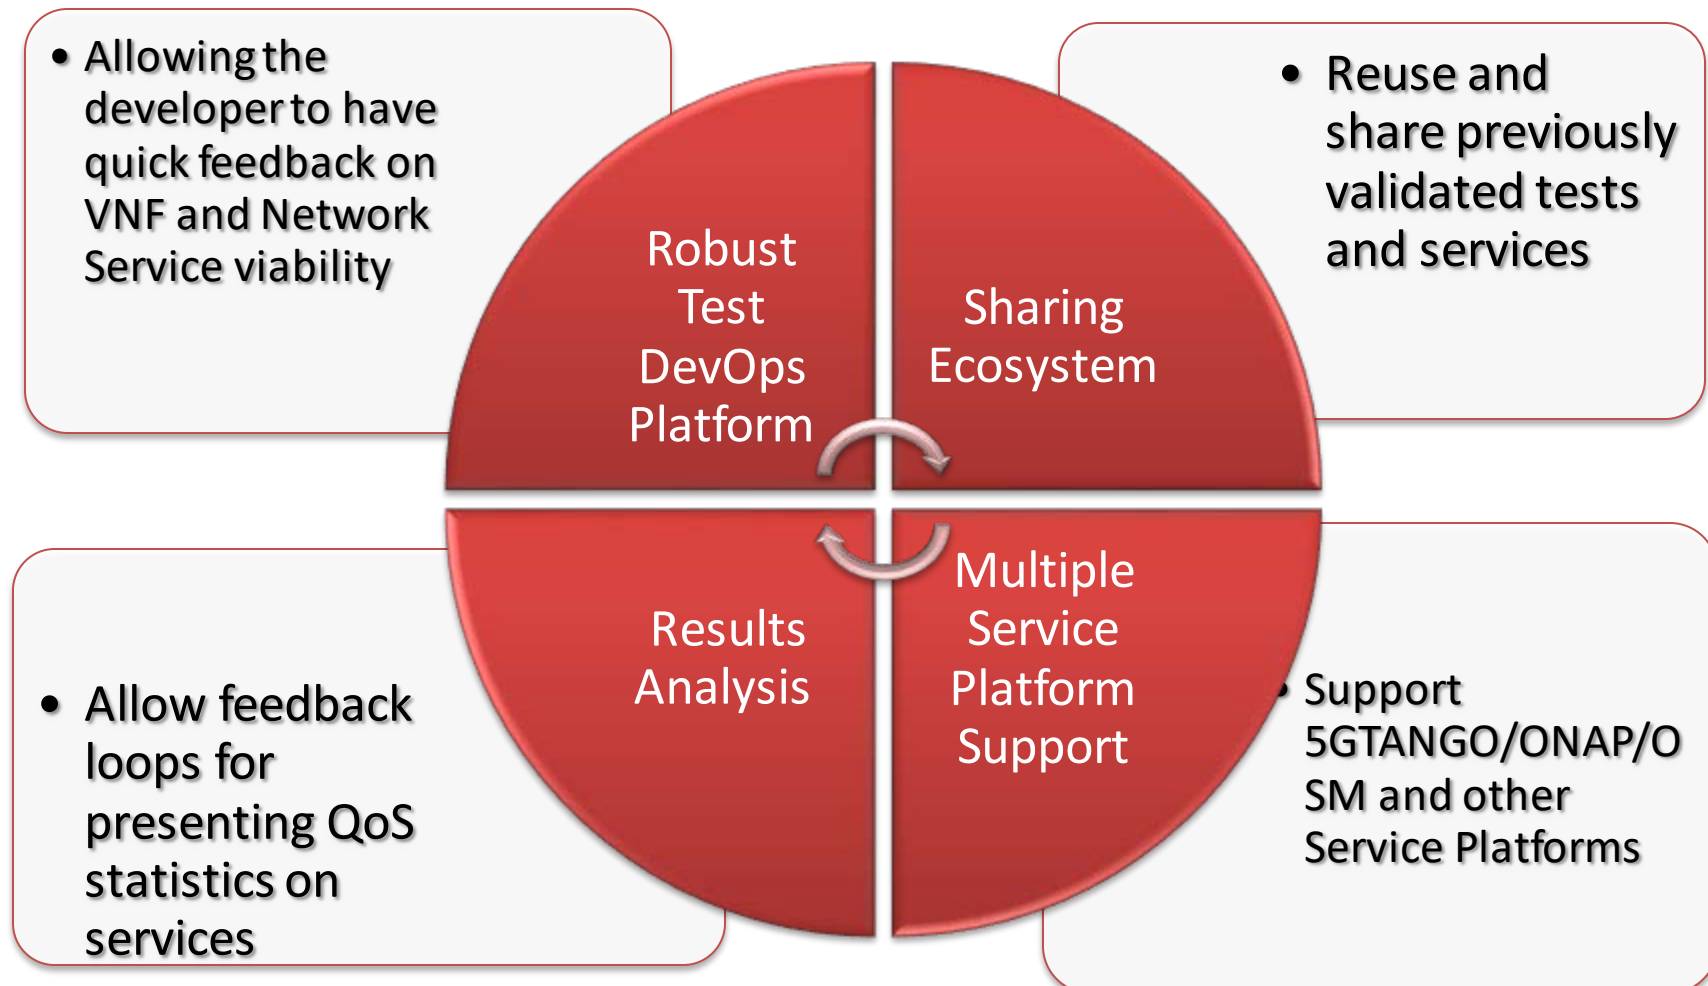 • Allowing the
developer to have
quick feedback on
VNF and Network
Service viability
• Reuse and
share previously
validated tests
and services
Robust
Test
DevOps
Platform
Sharing
Ecosystem
Results
Analysis
Multiple
Service
Platform
Support
• Allow feedback
loops for
presenting QoS
statistics on
services
• Support
5GTANGO/ONAP/O
SM and other
Service Platforms